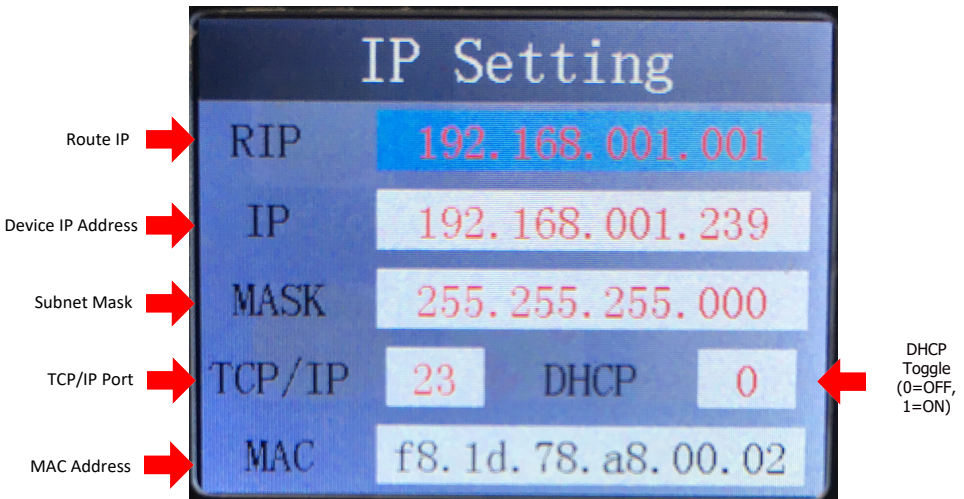 IP Setting
Route IP RIP 192.168.001.001
Device IP Address IP 192.168.001.239
Subnet Mask MASK 255.255.255.000
TCP/IP Port TCP/IP 23 DHCP 0
DHCP
Toggle
(0=OFF,
1=ON)
MAC Address MAC f8.1d.78.a8.00.02